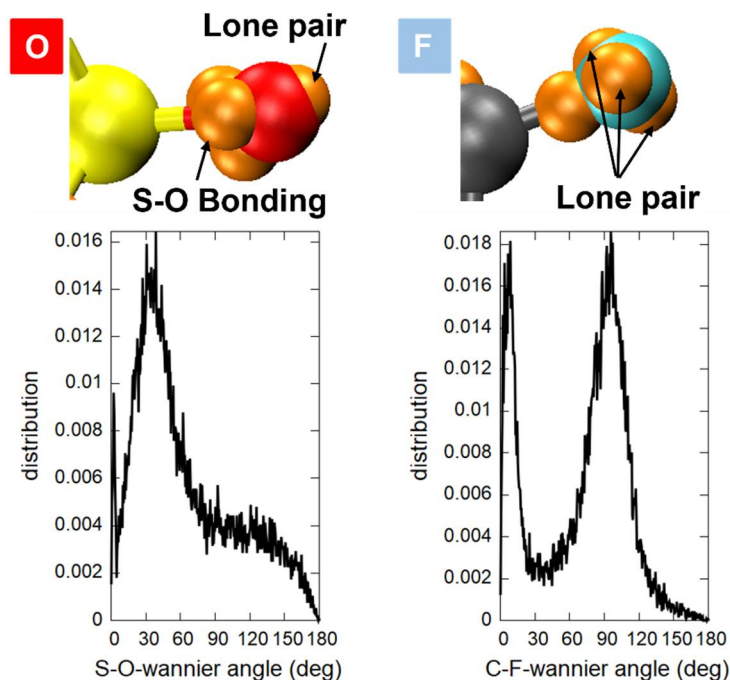 O
Lone pair
S-O Bonding
F
Lone pair
0.016
0.014
0.012
0.01
0.008
0.006
0.004
0.002
0
distribution
0 30 60 90 120 150 180
S-O-wannier angle (deg)
0.018
0.016
0.014
0.012
0.01
0.008
0.006
0.004
0.002
0
distribution
0 30 60 90 120 150 180
C-F-wannier angle (deg)